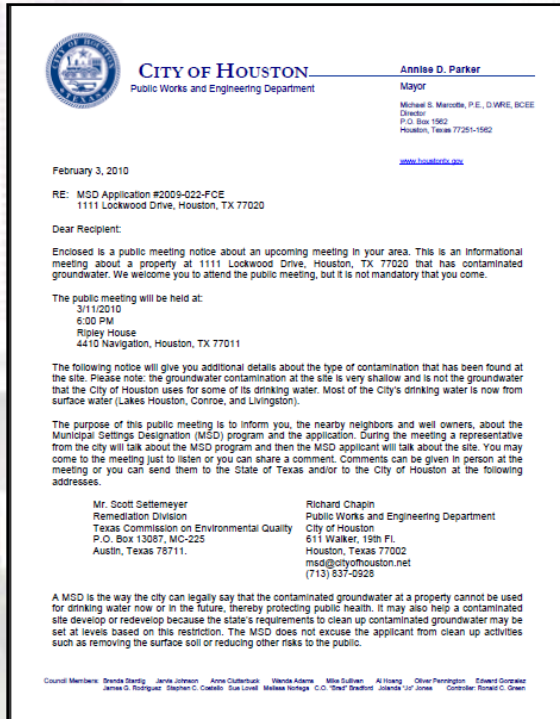 CITY OF HOUSTON
Public Works and Engineering Department
Annise D. Parker
Mayor
Michael S. Marcotte, P.E., D.WRE, BCEE
Director
P.O. Box 1562
Houston, Texas 77251-1562
www.houstontx.gov
February 3, 2010
RE: MSD Application #2009-022-FCE
1111 Lockwood Drive, Houston, TX 77020
Dear Recipient:
Enclosed is a public meeting notice about an upcoming meeting in your area. This is an informational
meeting about a property at 1111 Lockwood Drive, Houston, TX 77020 that has contaminated
groundwater. We welcome you to attend the public meeting, but it is not mandatory that you come.
The public meeting will be held at:
3/11/2010
6:00 PM
Ripley House
4410 Navigation, Houston, TX 77011
The following notice will give you additional details about the type of contamination that has been found at
the site. Please note: the groundwater contamination at the site is very shallow and is not the groundwater
that the City of Houston uses for some of its drinking water. Most of the City's drinking water is now from
surface water (Lakes Houston, Conroe, and Livingston).
The purpose of this public meeting is to inform you, the nearby neighbors and well owners, about the
Municipal Settings Designation (MSD) program and the application. During the meeting a representative
from the city will talk about the MSD program and then the MSD applicant will talk about the site. You may
come to the meeting just to listen or you can share a comment. Comments can be given in person at the
meeting or you can send them to the State of Texas and/or to the City of Houston at the following
addresses.
Mr. Scott Settemeyer
Remediation Division
Texas Commission on Environmental Quality
P.O. Box 13087, MC-225
Austin, Texas 78711.
Richard Chapin
Public Works and Engineering Department
City of Houston
611 Walker, 19th Fl.
Houston, Texas 77002
msd@cityofhouston.net
(713) 837-0928
A MSD is the way the city can legally say that the contaminated groundwater at a property cannot be used
for drinking water now or in the future, thereby protecting public health. It may also help a contaminated
site develop or redevelop because the state's requirements to clean up contaminated groundwater may be
set at levels based on this restriction. The MSD does not excuse the applicant from clean up activities
such as removing the surface soil or reducing other risks to the public.
Council Members: Brenda Stardig Jarvis Johnson Anne Clutterbuck Wanda Adams Mike Sullivan Al Hoang Oliver Pennington Edward Gonzalez
James G. Rodriguez Stephen C. Costello Sue Lovell Melissa Noriega C.O. "Brad" Bradford Jolanda "Jo" Jones Controller: Ronald C. Green